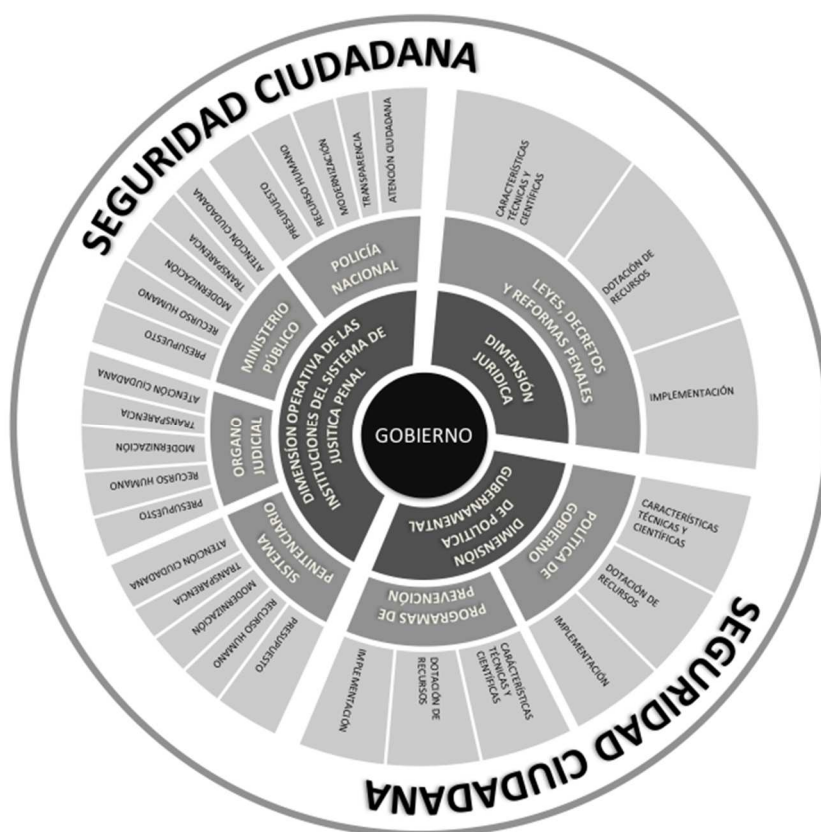 SEGURIDAD CIUDADANA
GOBIERNO
DIMENSIÓN
JURIDICA
LEYES, DECRETOS
Y REFORMAS PENALES
CARACTERÍSTICAS
TÉCNICAS Y
CIENTÍFICAS
DOTACIÓN DE
RECURSOS
IMPLEMENTACIÓN
DIMENSIÓN
DE POLITICA
GUBERNAMENTAL
POLÍTICA DE
GOBIERNO
CARACTERÍSTICAS
TÉCNICAS Y
CIENTÍFICAS
DOTACIÓN DE
RECURSOS
IMPLEMENTACIÓN
PROGRAMAS DE
PREVENCIÓN
CARÁCTERÍSTICAS
TÉCNICAS Y
CIENTÍFICAS
DOTACIÓN DE
RECURSOS
IMPLEMENTACIÓN
DIMENSÍON OPERATIVA DE LAS
INSTITUCIONES DEL SISTEMA DE
JUSITICA PENAL
SISTEMA
PENITENCIARIO
PRESUPUESTO
RECURSO HUMANO
MODERNIZACIÓN
TRANSPARENCIA
ATENCIÓN CIUDADANA
ORGANO
JUDICIAL
PRESUPUESTO
RECURSO HUMANO
MODERNIZACIÓN
TRANSPARENCIA
ATENCIÓN CIUDADANA
MINISTERIO
PÚBLICO
PRESUPUESTO
RECURSO HUMANO
MODERNIZACIÓN
TRANSPARENCIA
ATENCIÓN CIUDADANA
POLICÍA
NACIONAL
PRESUPUESTO
RECURSO HUMANO
MODERNIZACIÓN
TRANSPARENCIA
ATENCIÓN CIUDADANA
SEGURIDAD CIUDADANA